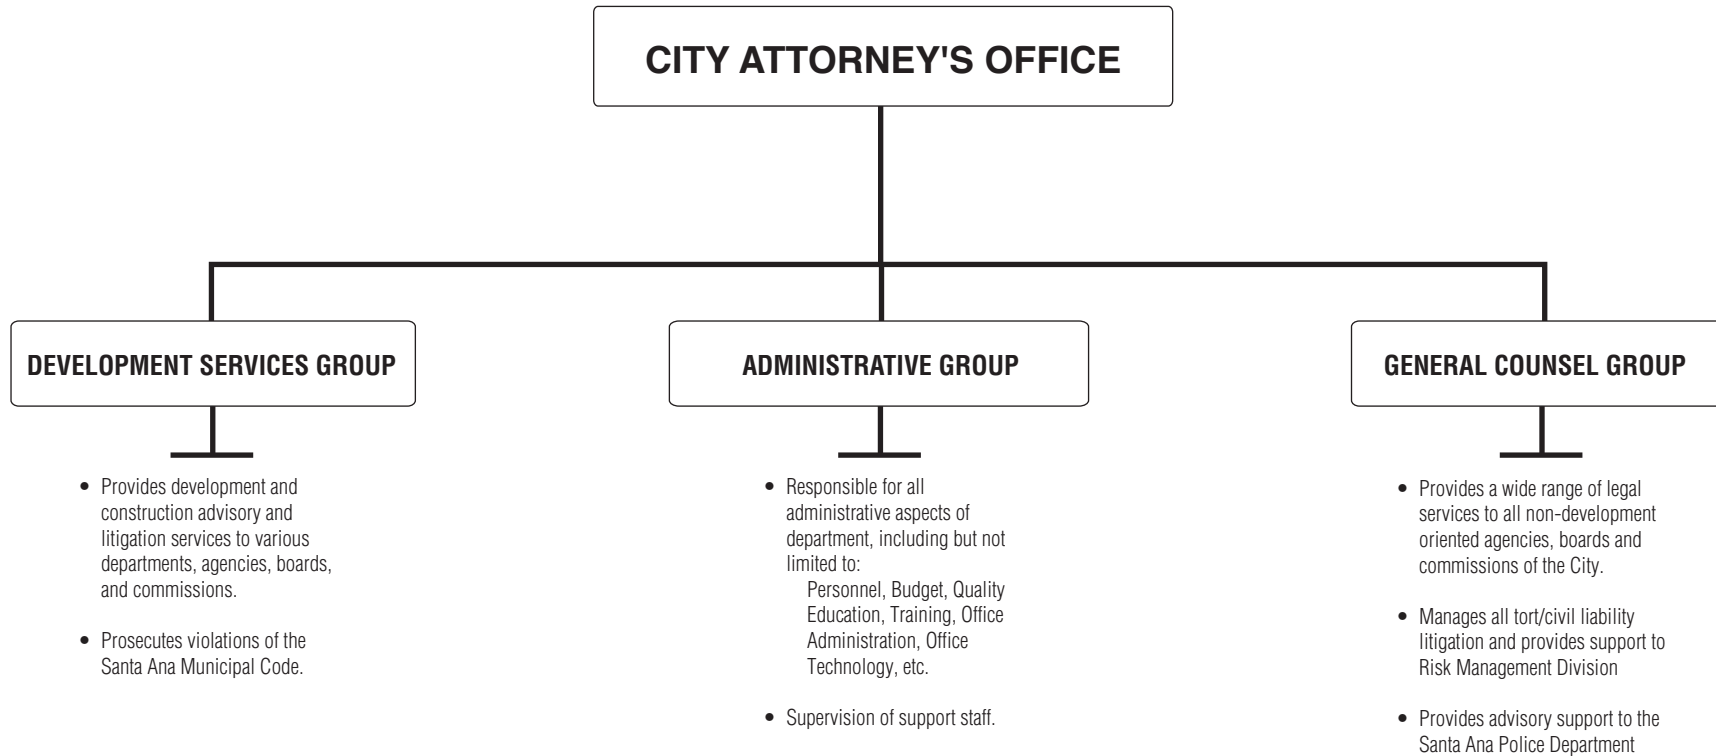 CITY ATTORNEY'S OFFICE
DEVELOPMENT SERVICES GROUP
• Provides development and
construction advisory and
litigation services to various
departments, agencies, boards,
and commissions.
• Prosecutes violations of the
Santa Ana Municipal Code.
ADMINISTRATIVE GROUP
• Responsible for all
administrative aspects of
department, including but not
limited to:
Personnel, Budget, Quality
Education, Training, Office
Administration, Office
Technology, etc.
• Supervision of support staff.
GENERAL COUNSEL GROUP
• Provides a wide range of legal
services to all non-development
oriented agencies, boards and
commissions of the City.
• Manages all tort/civil liability
litigation and provides support to
Risk Management Division
• Provides advisory support to the
Santa Ana Police Department